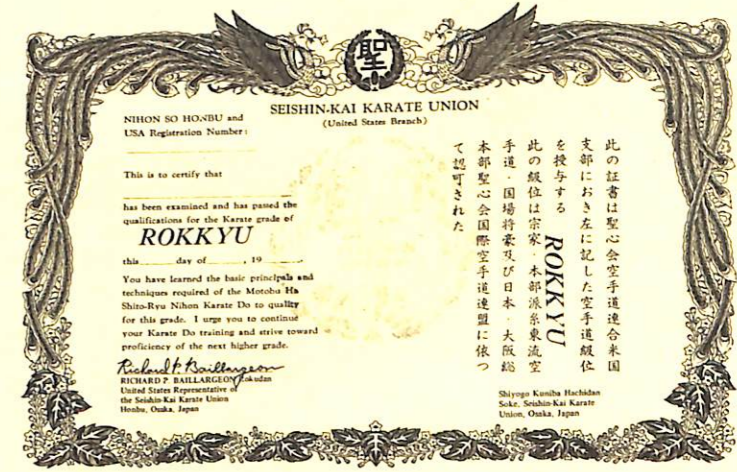 聖
SEISHIN-KAI KARATE UNION
(United States Branch)
NIHON SO HONBU and
USA Registration Number:
This is to certify that
has been examined and has passed the
qualifications for the Karate grade of
ROKKYU
this day of , 19
You have learned the basic principals and
techniques required of the Motobu Ha
Shito-Ryu Nihon Karate Do to quality
for this grade. I urge you to continue
your Karate Do training and strive toward
proficiency of the next higher grade.
Richard P. Baillargeon
RICHARD P. BAILLARGEON, Rokudan
United States Representative of
the Seishin-Kai Karate Union
Honbu, Osaka, Japan
此の証書は聖心会空手道連合米国
支部におき左に記した空手道級位
を授与する ROKKYU
此の級位は宗家・本部派糸東流空
手道・国場将豪及び日本・大阪総
本部聖心会国際空手道連盟に依っ
て認可された
Shiyogo Kuniba Hachidan
Soke, Seishin-Kai Karate
Union, Osaka, Japan